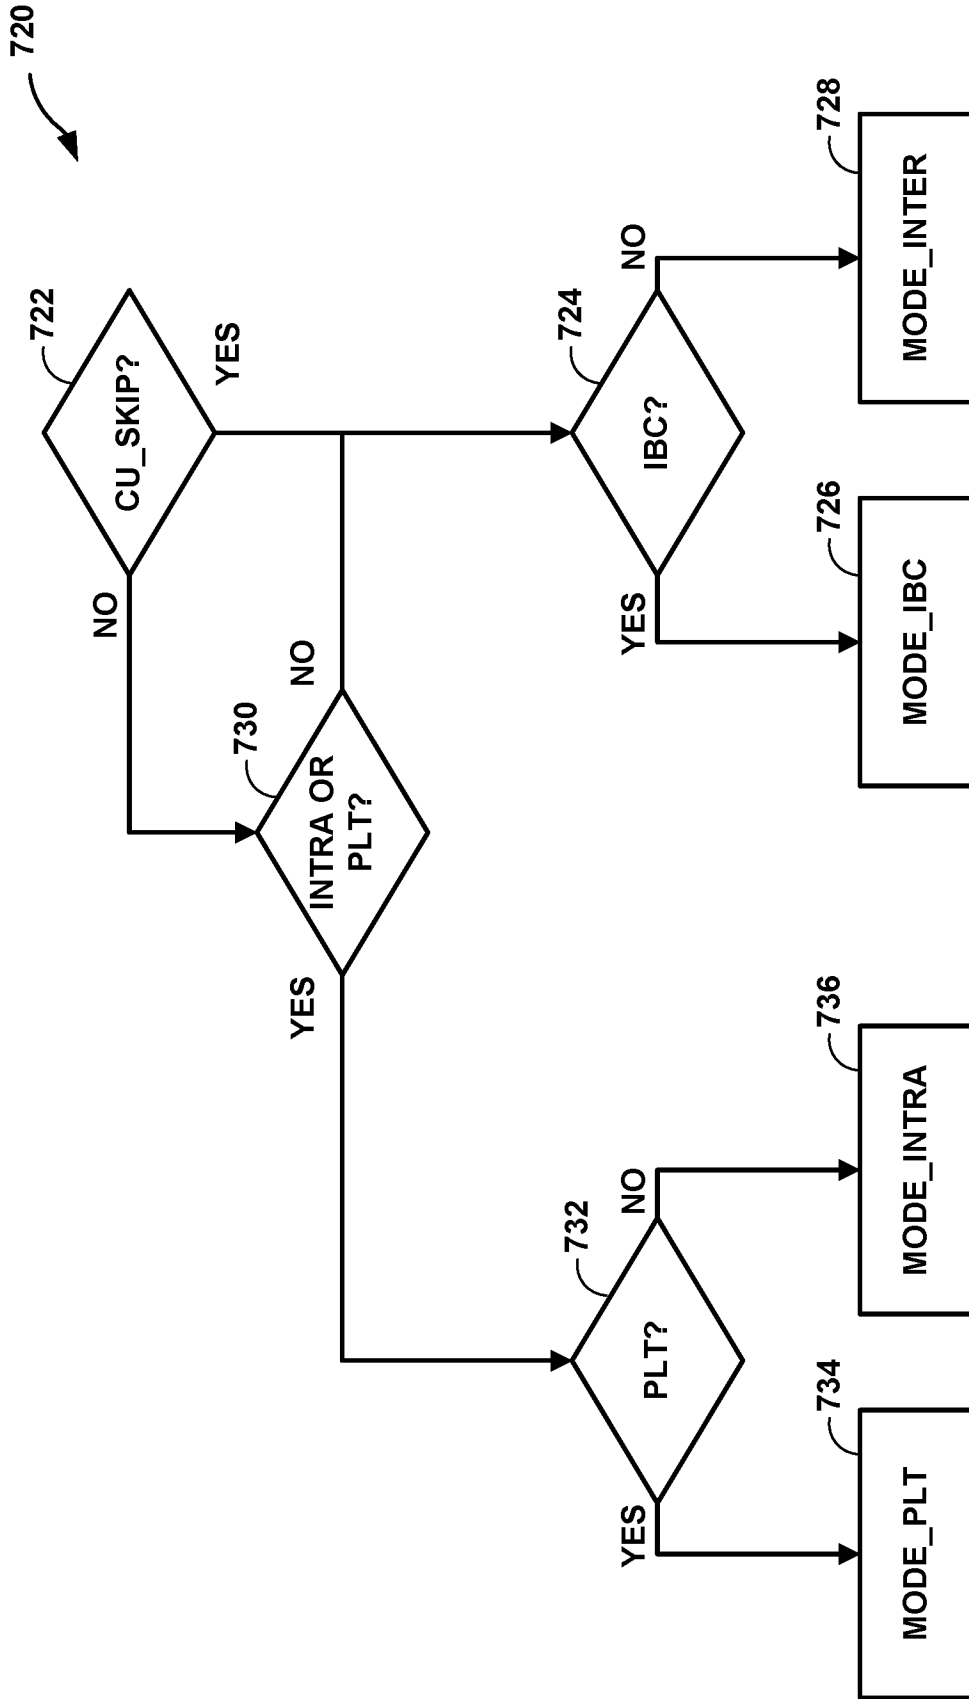 720
722
CU_SKIP?
NO
YES
730
INTRA OR
PLT?
YES
NO
732
PLT?
YES
NO
724
IBC?
YES
NO
734
MODE_PLT
736
MODE_INTRA
726
MODE_IBC
728
MODE_INTER